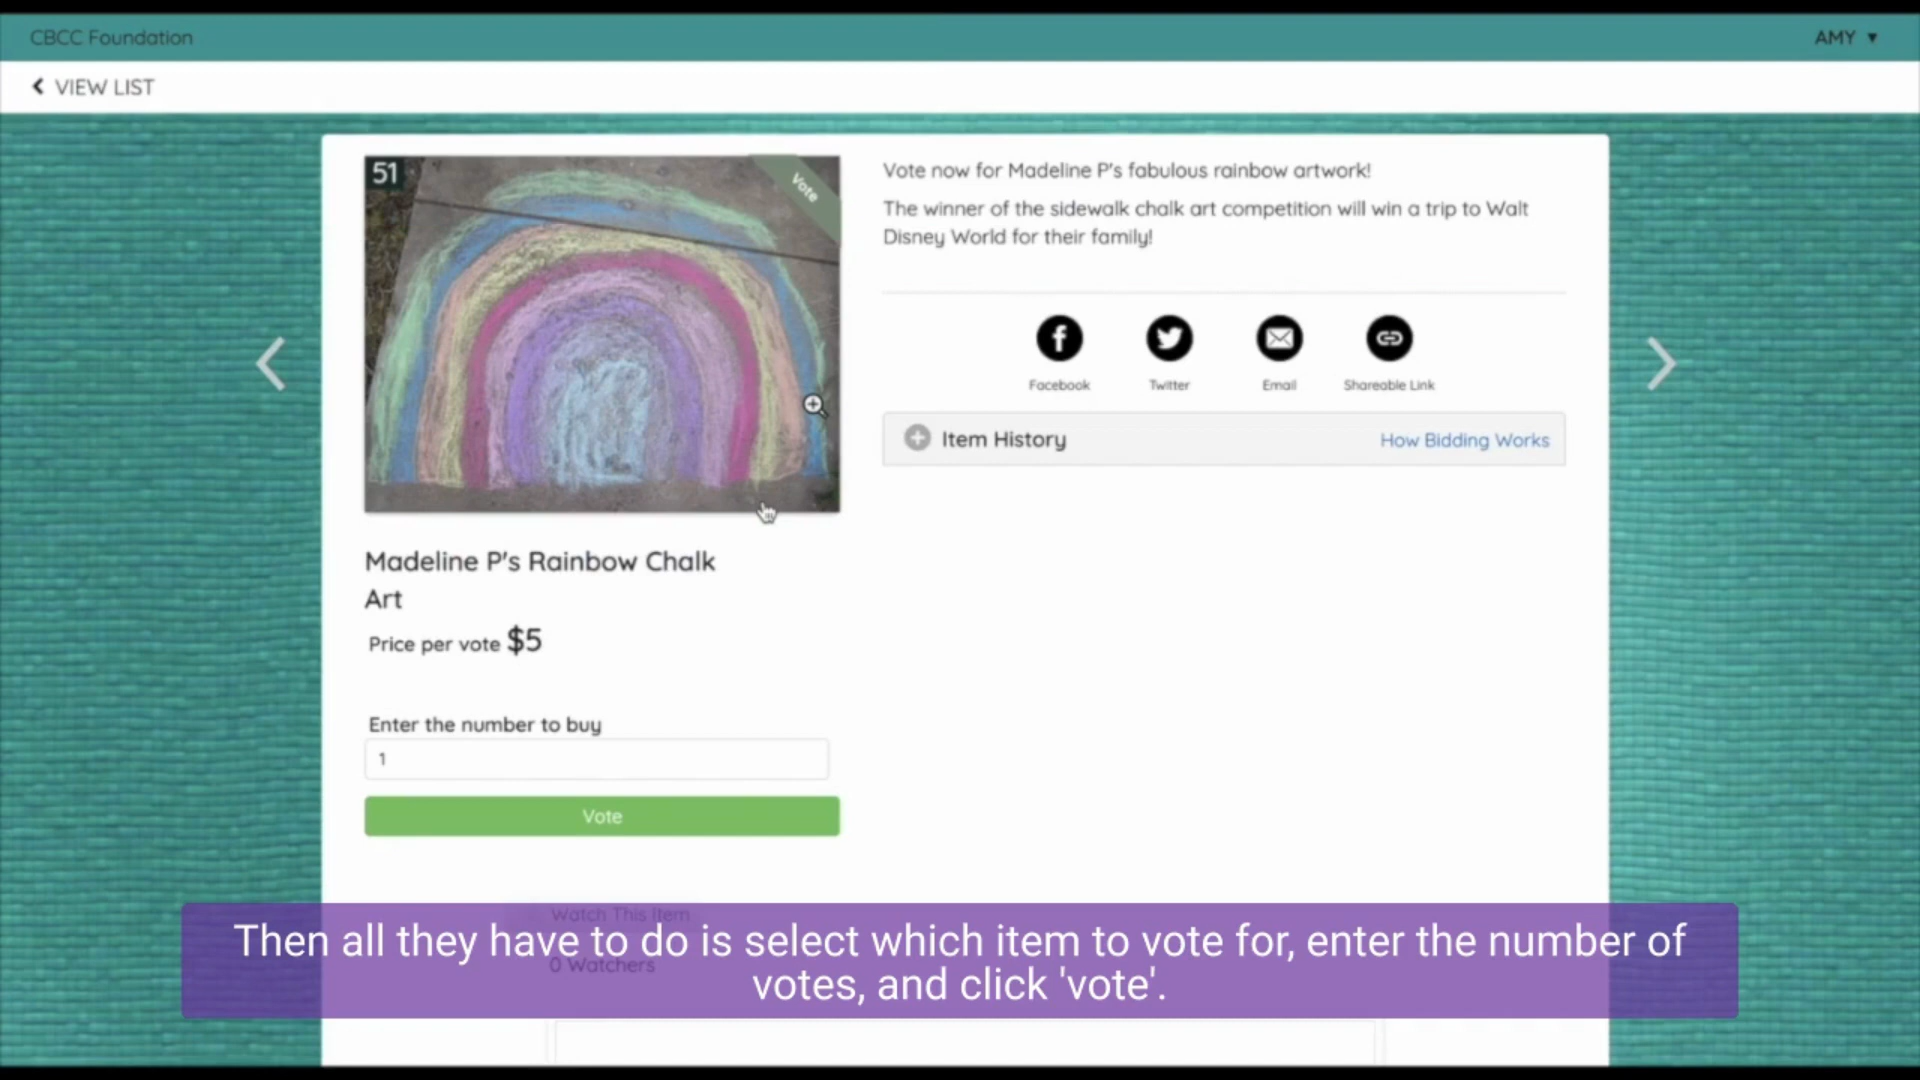 CBCC Foundation
AMY ▼
VIEW LIST
51
Vote
Vote now for Madeline P's fabulous rainbow artwork!
The winner of the sidewalk chalk art competition will win a trip to Walt
Disney World for their family!
Facebook
Twitter
Email
Shareable Link
Item History
How Bidding Works
Madeline P's Rainbow Chalk
Art
Price per vote $5
Enter the number to buy
1
Vote
Watch This Item
0 Watchers
Then all they have to do is select which item to vote for, enter the number of
votes, and click 'vote'.